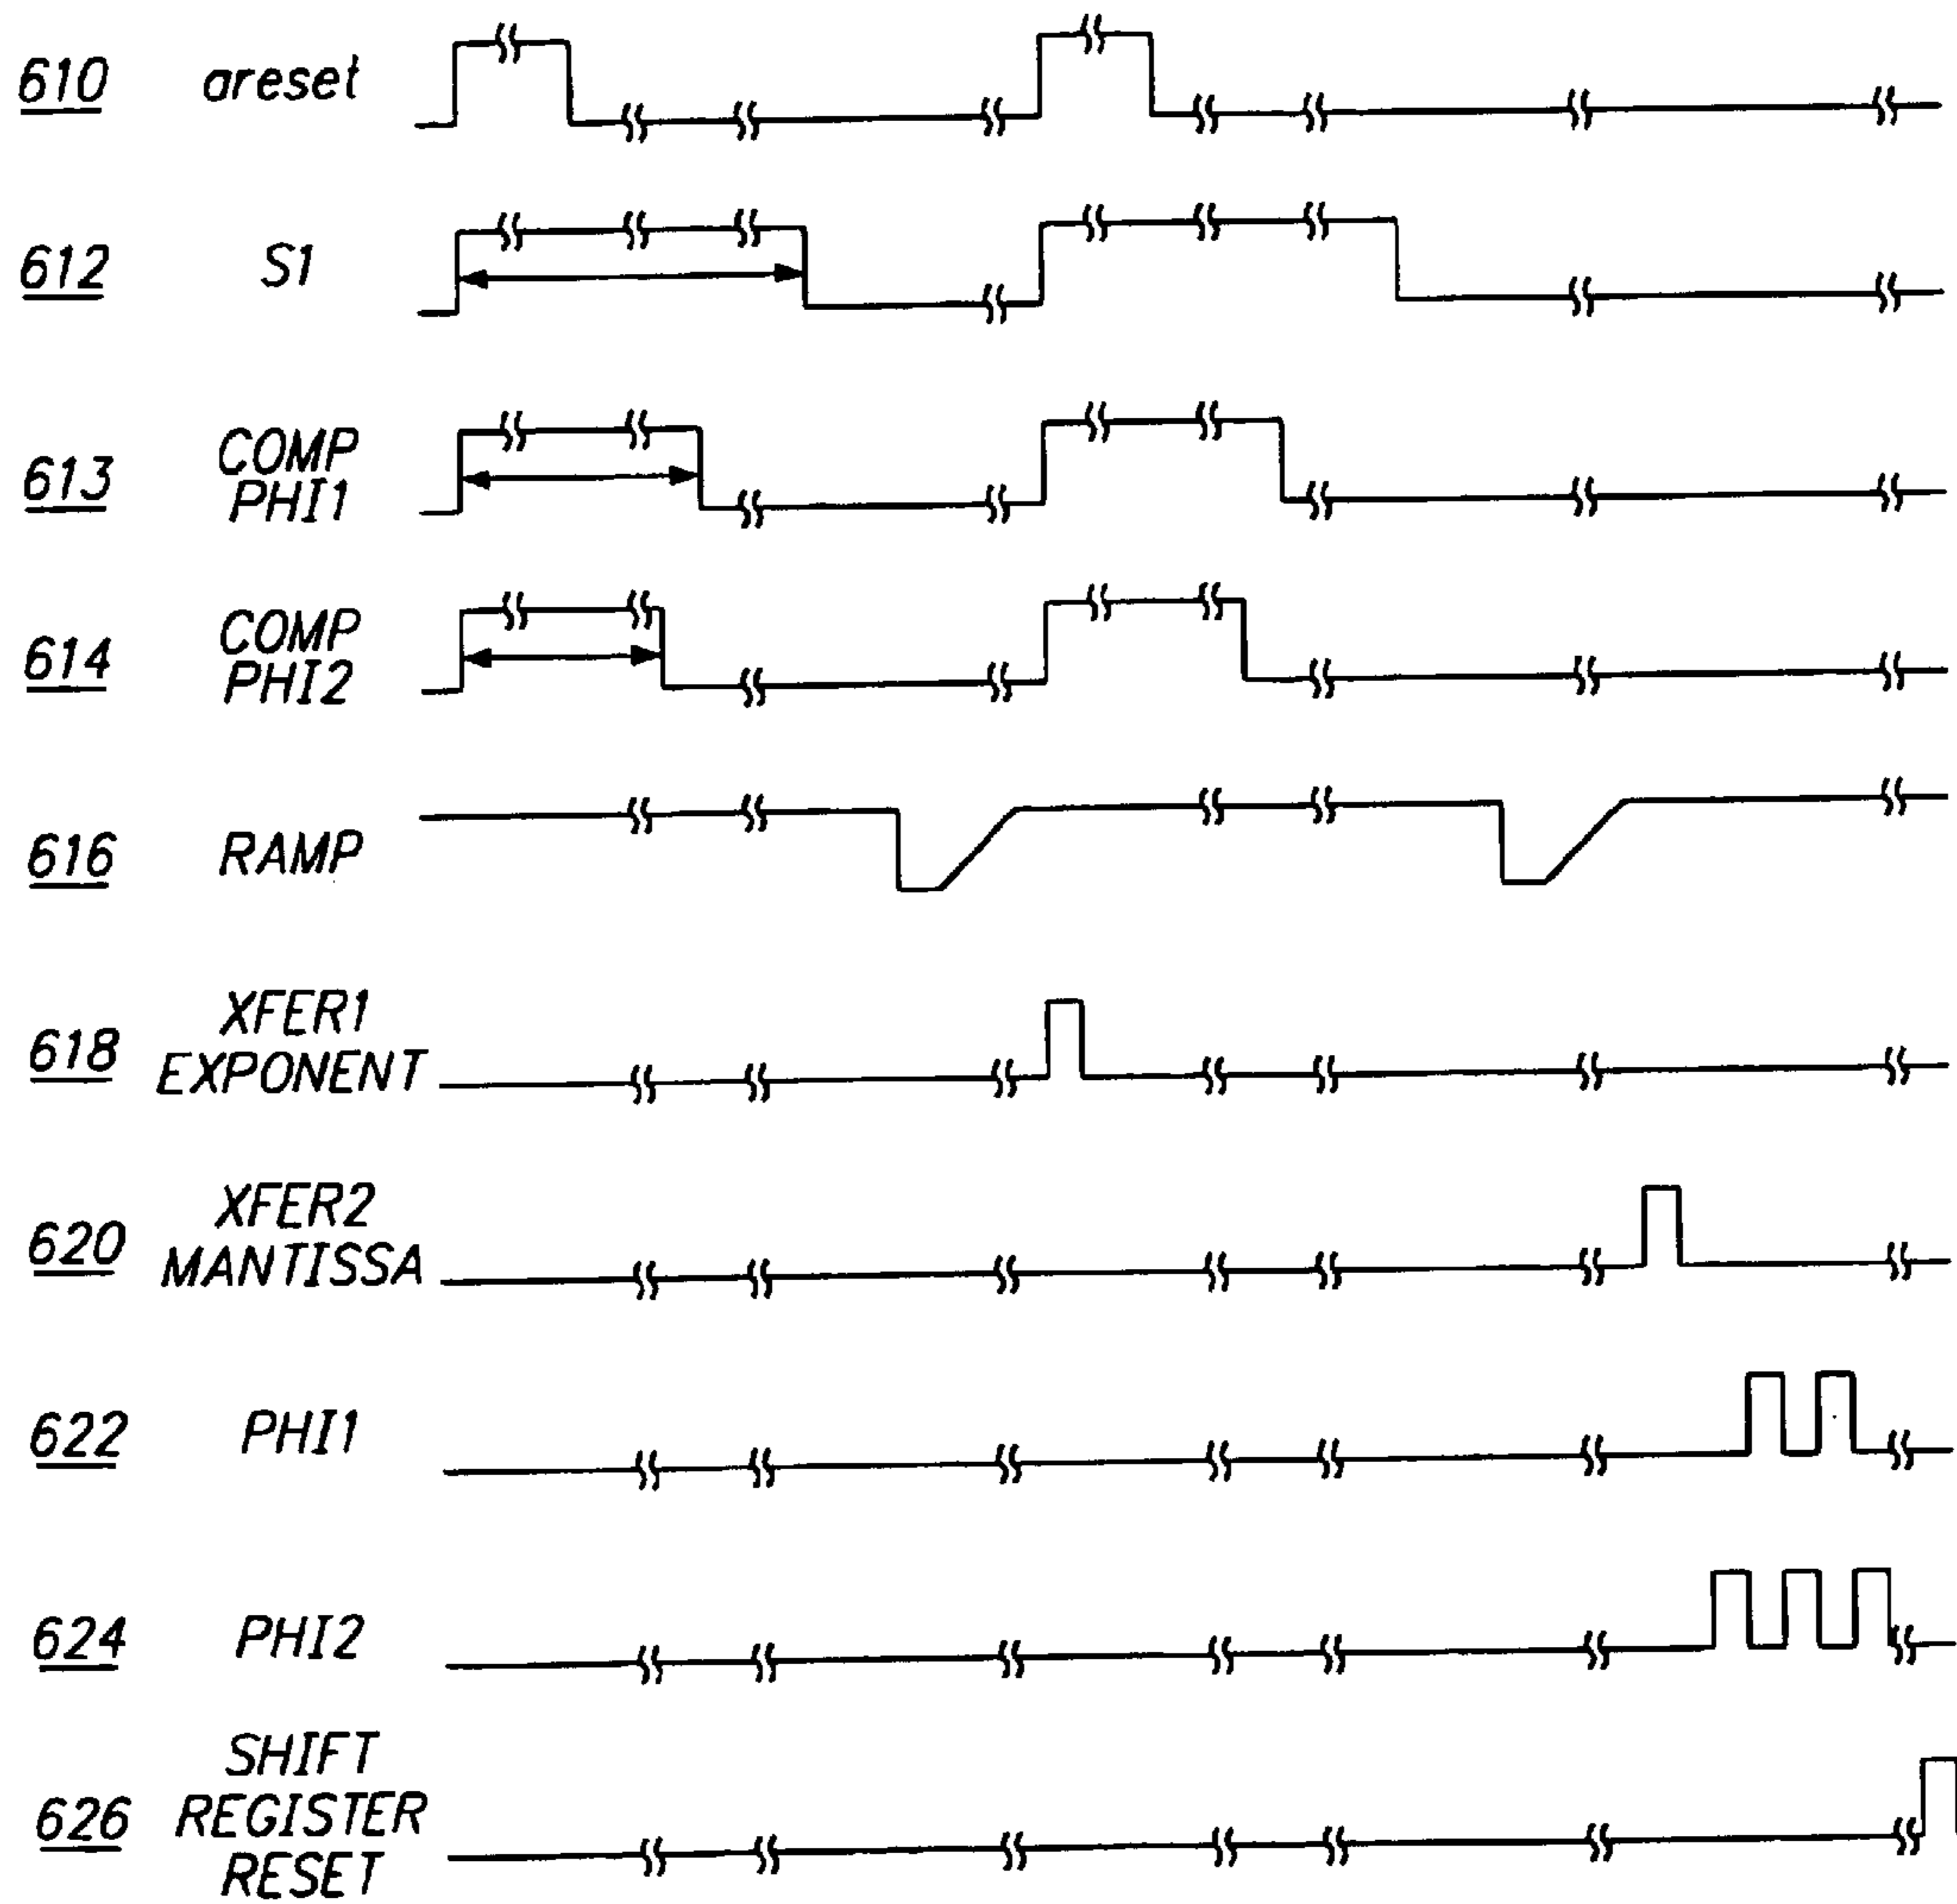 610 areset
612 S1
613 COMP
PHI1
614 COMP
PHI2
616 RAMP
618 XFER1
EXPONENT
620 XFER2
MANTISSA
622 PHI1
624 PHI2
626 SHIFT
REGISTER
RESET